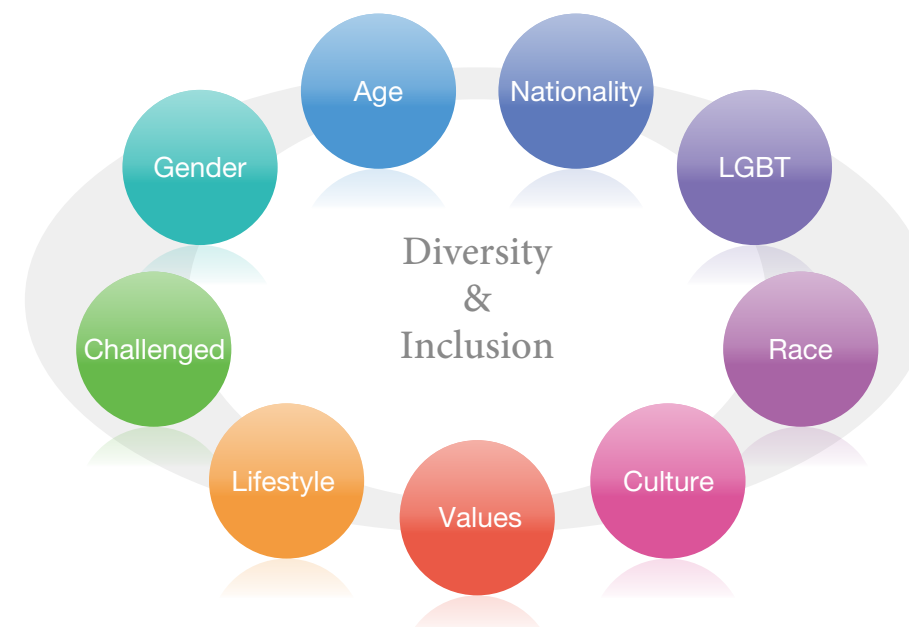 Age
Nationality
Gender
LGBT
Diversity
&
Inclusion
Challenged
Race
Lifestyle
Culture
Values